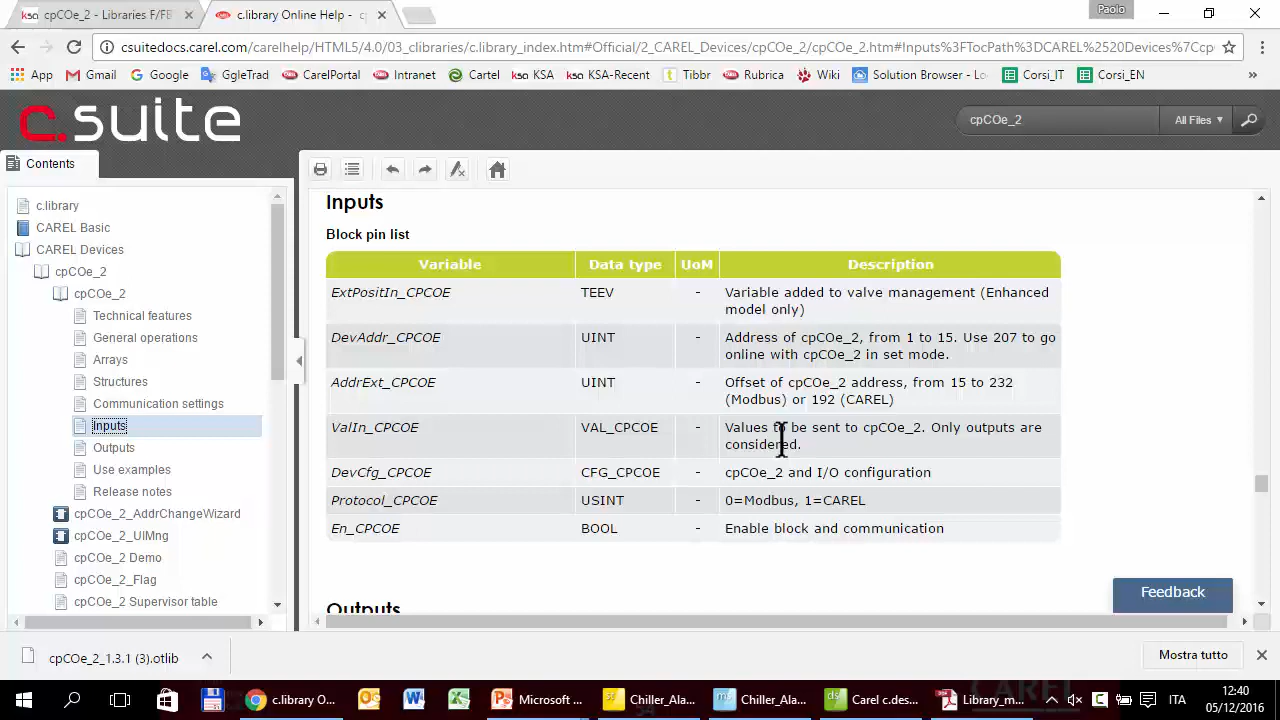 Paolo
ksa cpCOe_2 - Libraries F/FB
c.library Online Help - cp
csuitedocs.carel.com/carelhelp/HTML5/4.0/03_clibraries/c.library_index.htm#Official/2_CAREL_Devices/cpCOe_2/cpCOe_2.htm#Inputs%3FTocPath%3DCAREL%2520Devices%7Ccp
App Gmail Google GgleTrad CarelPortal Intranet Cartel ksa KSA ksa KSA-Recent Tibbr Rubrica Wiki Solution Browser - Lo Corsi_IT Corsi_EN »
c.suite
cpCOe_2 All Files
Contents
c.library
CAREL Basic
CAREL Devices
cpCOe_2
cpCOe_2
Technical features
General operations
Arrays
Structures
Communication settings
Inputs
Outputs
Use examples
Release notes
cpCOe_2_AddrChangeWizard
cpCOe_2_UIMng
cpCOe_2 Demo
cpCOe_2_Flag
cpCOe_2 Supervisor table
Inputs
Block pin list
Variable Data type UoM Description
ExtPositIn_CPCOE TEEV - Variable added to valve management (Enhanced
model only)
DevAddr_CPCOE UINT - Address of cpCOe_2, from 1 to 15. Use 207 to go
online with cpCOe_2 in set mode.
AddrExt_CPCOE UINT - Offset of cpCOe_2 address, from 15 to 232
(Modbus) or 192 (CAREL)
ValIn_CPCOE VAL_CPCOE - Values to be sent to cpCOe_2. Only outputs are
considered.
DevCfg_CPCOE CFG_CPCOE - cpCOe_2 and I/O configuration
Protocol_CPCOE USINT - 0=Modbus, 1=CAREL
En_CPCOE BOOL - Enable block and communication
Outputs
Feedback
cpCOe_2_1.3.1 (3).otlib
Mostra tutto
c.library O... Microsoft ... Chiller_Ala... Chiller_Ala... Carel c.des... Library_m...
ITA
12:40
05/12/2016